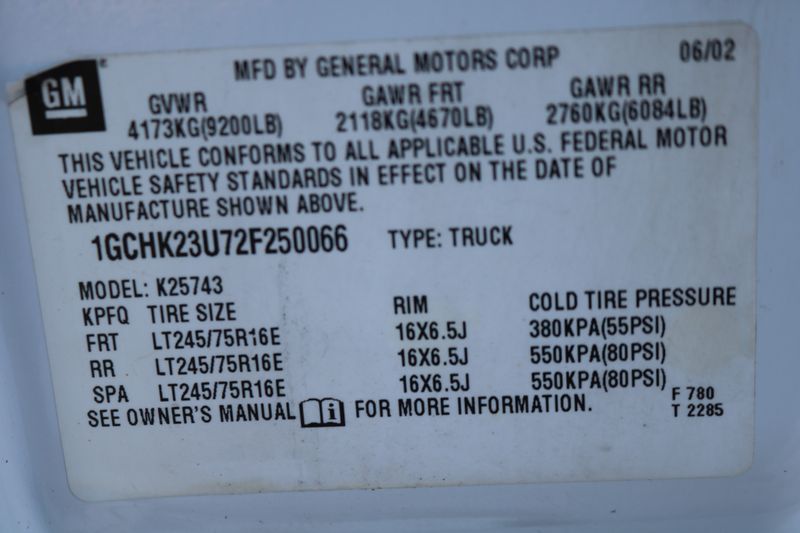 GM
MFD BY GENERAL MOTORS CORP 06/02
GVWR GAWR FRT GAWR RR
4173KG(9200LB) 2118KG(4670LB) 2760KG(6084LB)
THIS VEHICLE CONFORMS TO ALL APPLICABLE U.S. FEDERAL MOTOR
VEHICLE SAFETY STANDARDS IN EFFECT ON THE DATE OF
MANUFACTURE SHOWN ABOVE.
1GCHK23U72F250066 TYPE: TRUCK
MODEL: K25743
KPFQ TIRE SIZE RIM COLD TIRE PRESSURE
FRT LT245/75R16E 16X6.5J 380KPA(55PSI)
RR LT245/75R16E 16X6.5J 550KPA(80PSI)
SPA LT245/75R16E 16X6.5J 550KPA(80PSI)
SEE OWNER'S MANUAL i FOR MORE INFORMATION.
F 780
T 2285